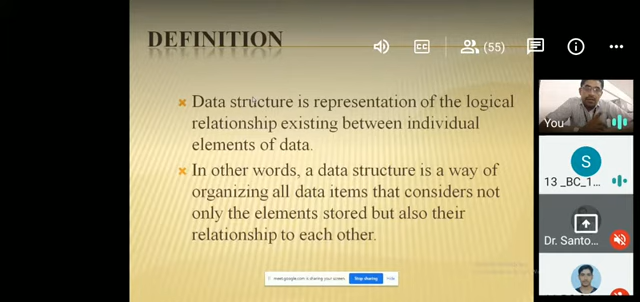 DEFINITION
(55)
Data structure is representation of the logical
relationship existing between individual
elements of data.
In other words, a data structure is a way of
organizing all data items that considers not
only the elements stored but also their
relationship to each other.
You
S
13 _BC_1...
Dr. Santo...
meet.google.com is sharing your screen.
Stop sharing
Hide